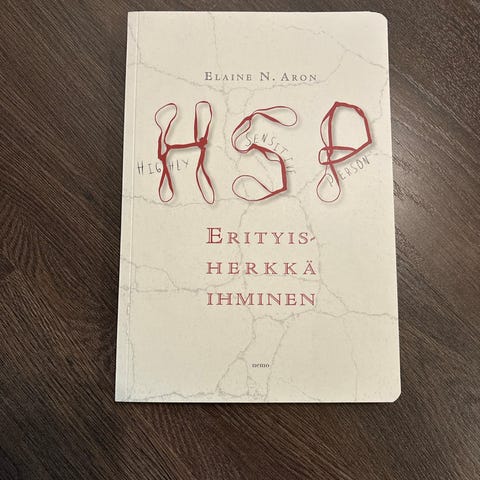 ELAINE N. ARON
HSP
HIGHLY SENSITIVE PERSON
ERITYIS-
HERKKÄ
IHMINEN
nemo